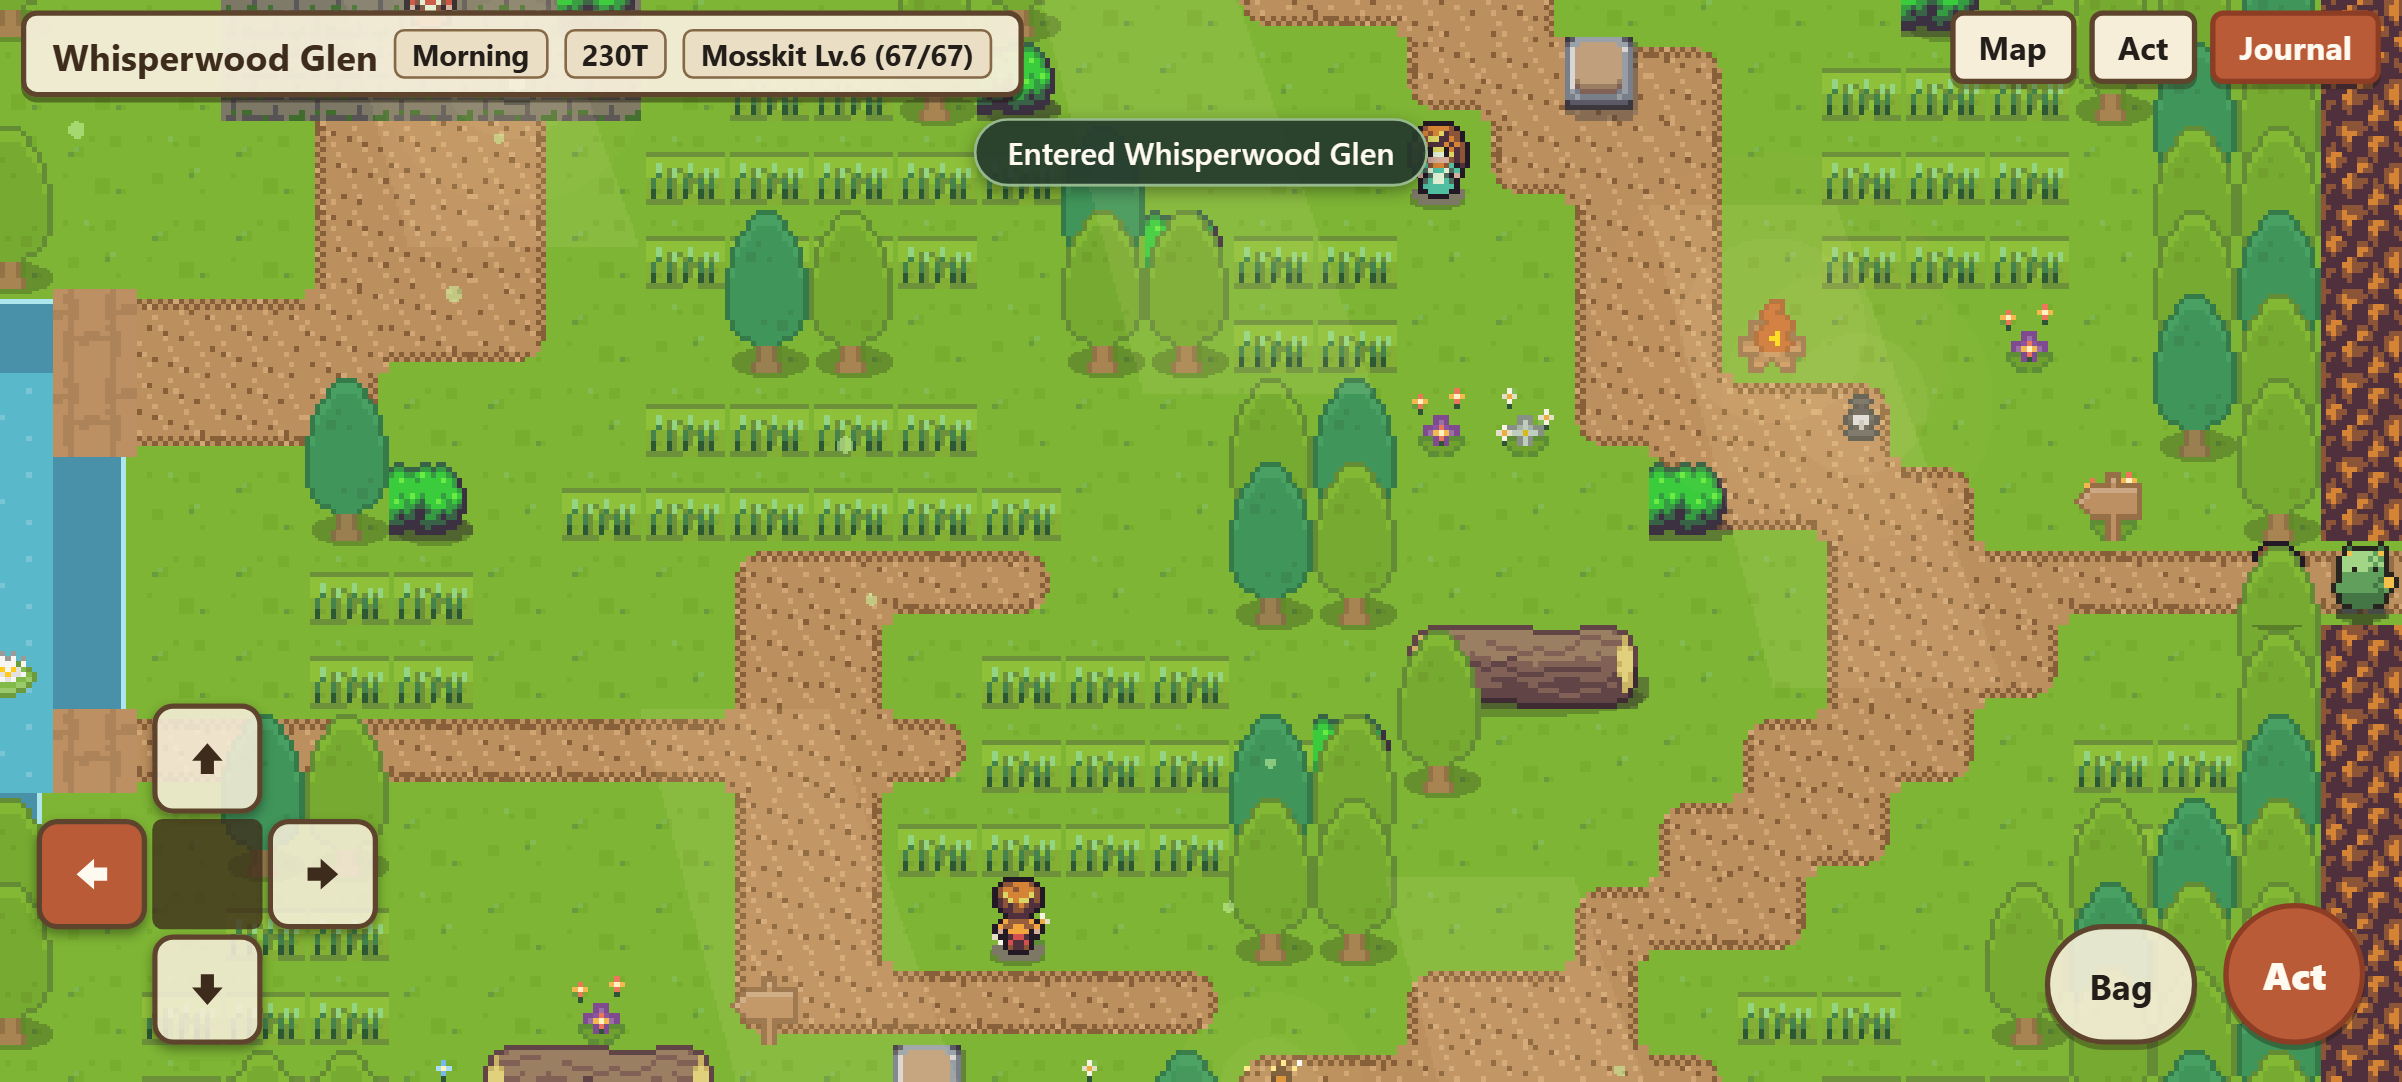 Whisperwood Glen
Morning
230T
Mosskit Lv.6 (67/67)
Map
Act
Journal
Entered Whisperwood Glen
Bag
Act